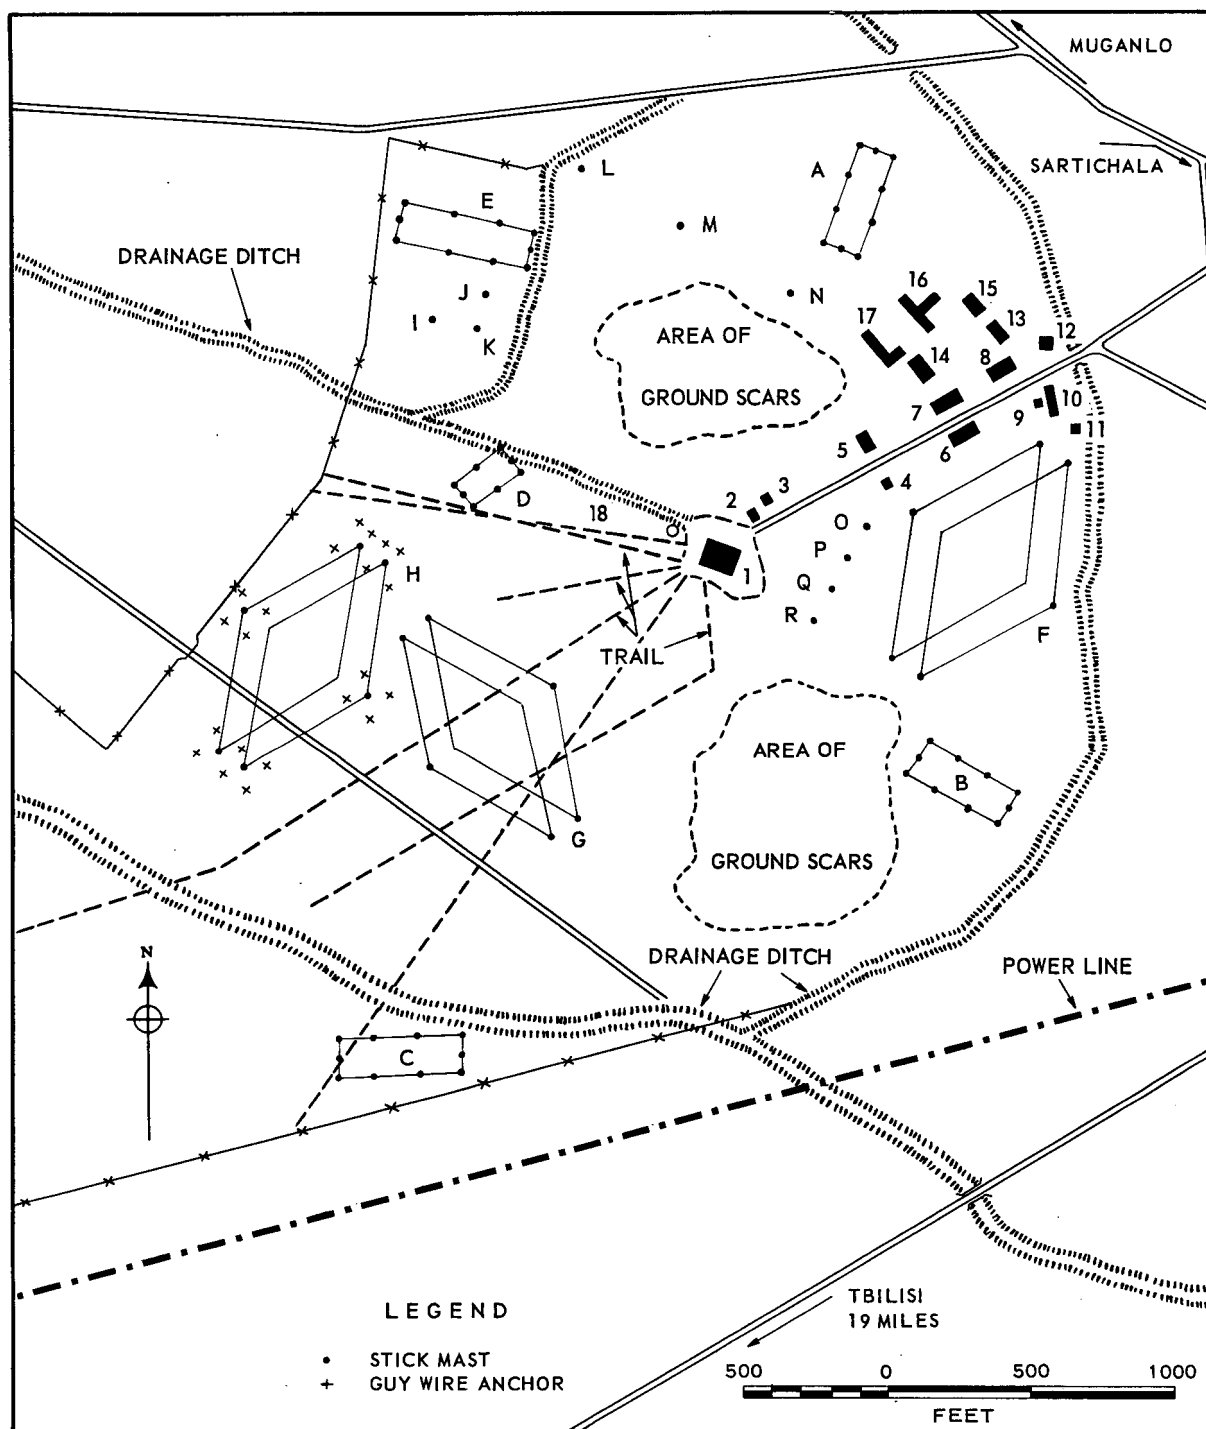 MUGANLO
SARTICHALA
A
L
E
M
DRAINAGE DITCH
J
N
16
15
I
K
17
AREA OF
GROUND SCARS
13
12
14
8
7
9
10
5
6
11
D
4
3
2
18
O
1
P
H
Q
R
F
TRAIL
AREA OF
GROUND SCARS
B
G
DRAINAGE DITCH
POWER LINE
N
C
TBILISI
19 MILES
LEGEND
STICK MAST
GUY WIRE ANCHOR
500 0 500 1000
FEET